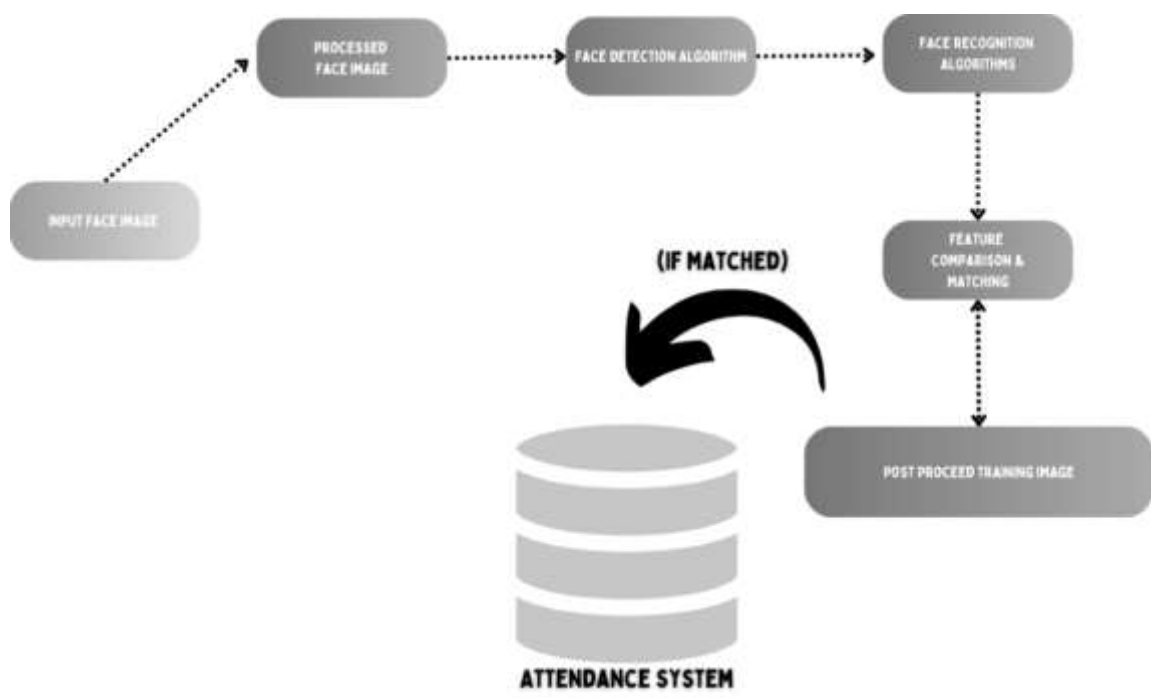 PROCESSED
FACE IMAGE
FACE DETECTION ALGORITHM
FACE RECOGNITION
ALGORITHMS
INPUT FACE IMAGE
FEATURE
COMPARISON &
MATCHING
(IF MATCHED)
POST PROCEED TRAINING IMAGE
ATTENDANCE SYSTEM